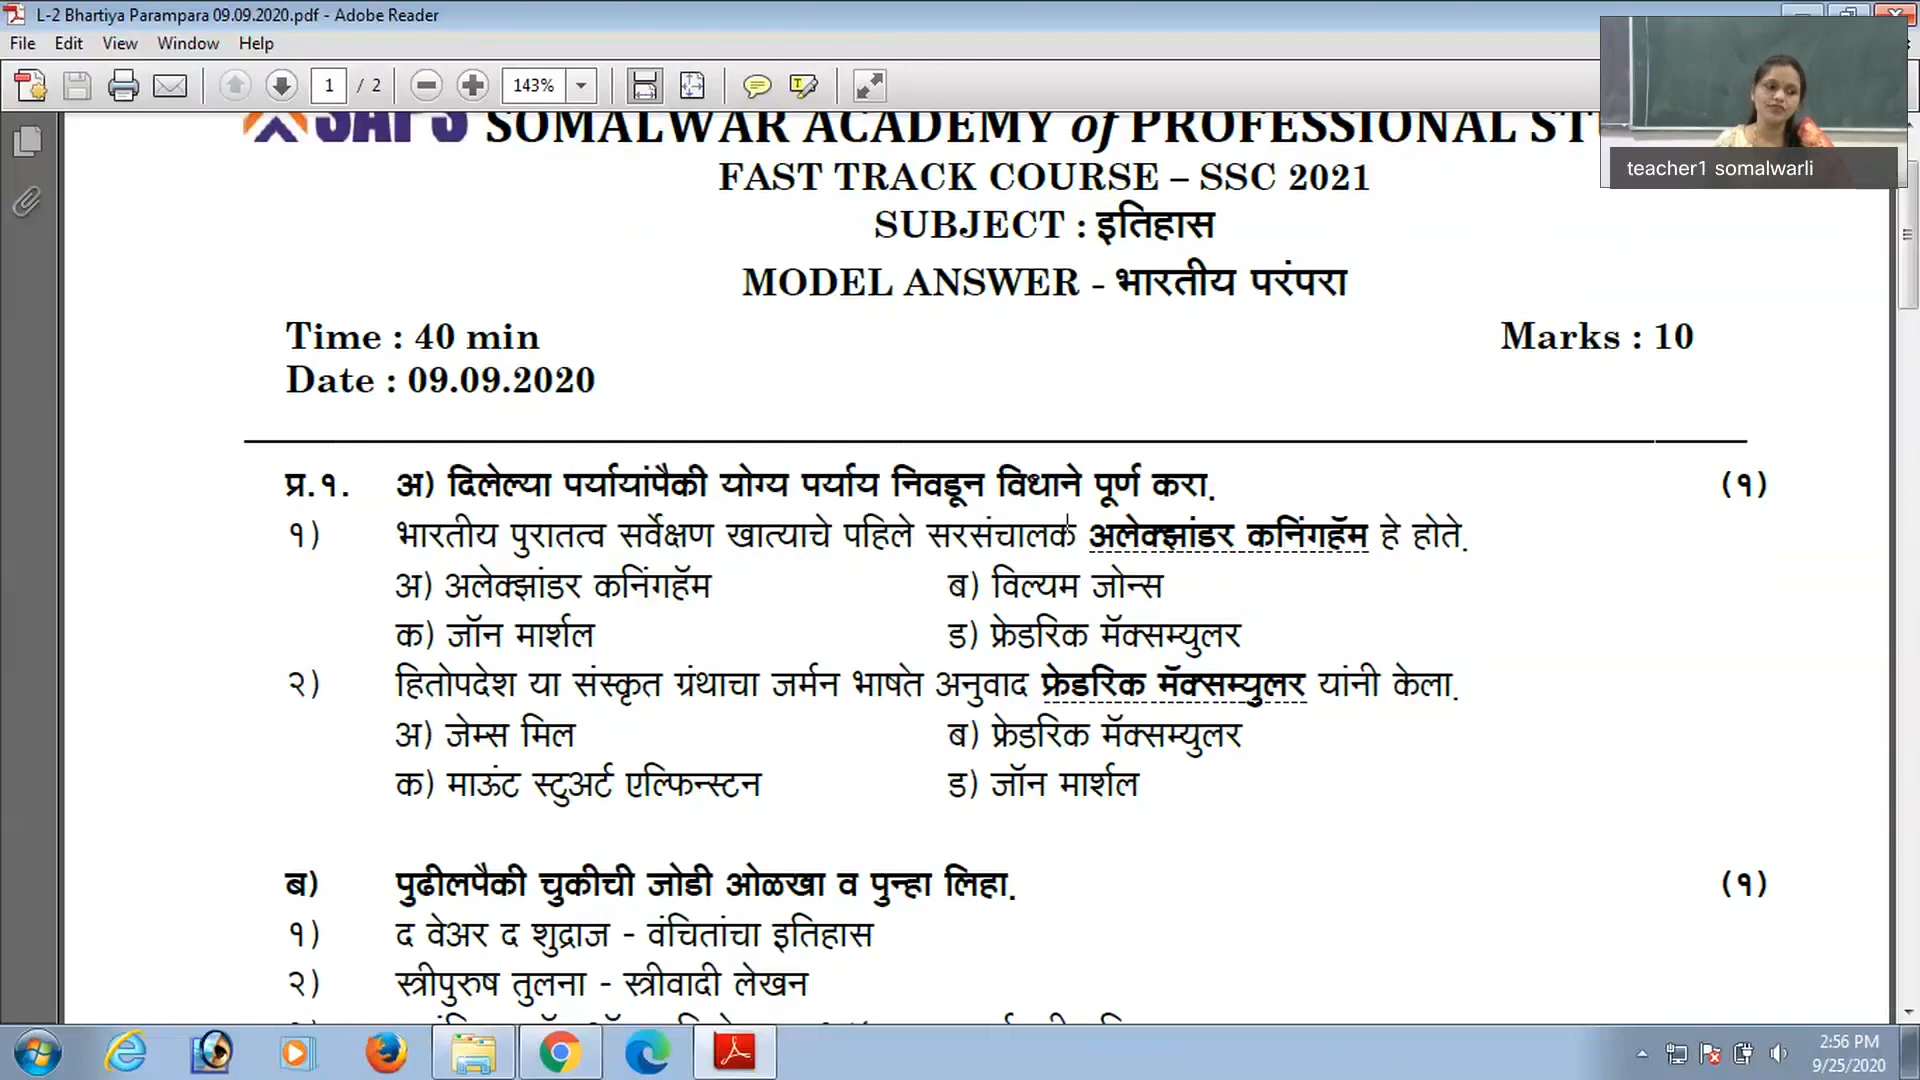 L-2 Bhartiya Parampara 09.09.2020.pdf - Adobe Reader
File Edit View Window Help
1 / 2 143%
SAPS SOMALWAR ACADEMY of PROFESSIONAL
teacher1 somalwarli
FAST TRACK COURSE – SSC 2021
SUBJECT : इतिहास
MODEL ANSWER - भारतीय परंपरा
Time : 40 min Marks : 10
Date : 09.09.2020
प्र.१. अ) दिलेल्या पर्यायांपैकी योग्य पर्याय निवडून विधाने पूर्ण करा. (१)
१) भारतीय पुरातत्व सर्वेक्षण खात्याचे पहिले सरसंचालक अलेक्झांडर कनिंगहॅम हे होते.
अ) अलेक्झांडर कनिंगहॅम ब) विल्यम जोन्स
क) जॉन मार्शल ड) फ्रेडरिक मॅक्सम्युलर
२) हितोपदेश या संस्कृत ग्रंथाचा जर्मन भाषेत अनुवाद फ्रेडरिक मॅक्सम्युलर यांनी केला.
अ) जेम्स मिल ब) फ्रेडरिक मॅक्सम्युलर
क) माऊंट स्टुअर्ट एल्फिन्स्टन ड) जॉन मार्शल
ब) पुढीलपैकी चुकीची जोडी ओळखा व पुन्हा लिहा. (१)
१) द वेअर द शुद्राज - वंचितांचा इतिहास
२) स्त्रीपुरुष तुलना - स्त्रीवादी लेखन
2:56 PM
9/25/2020